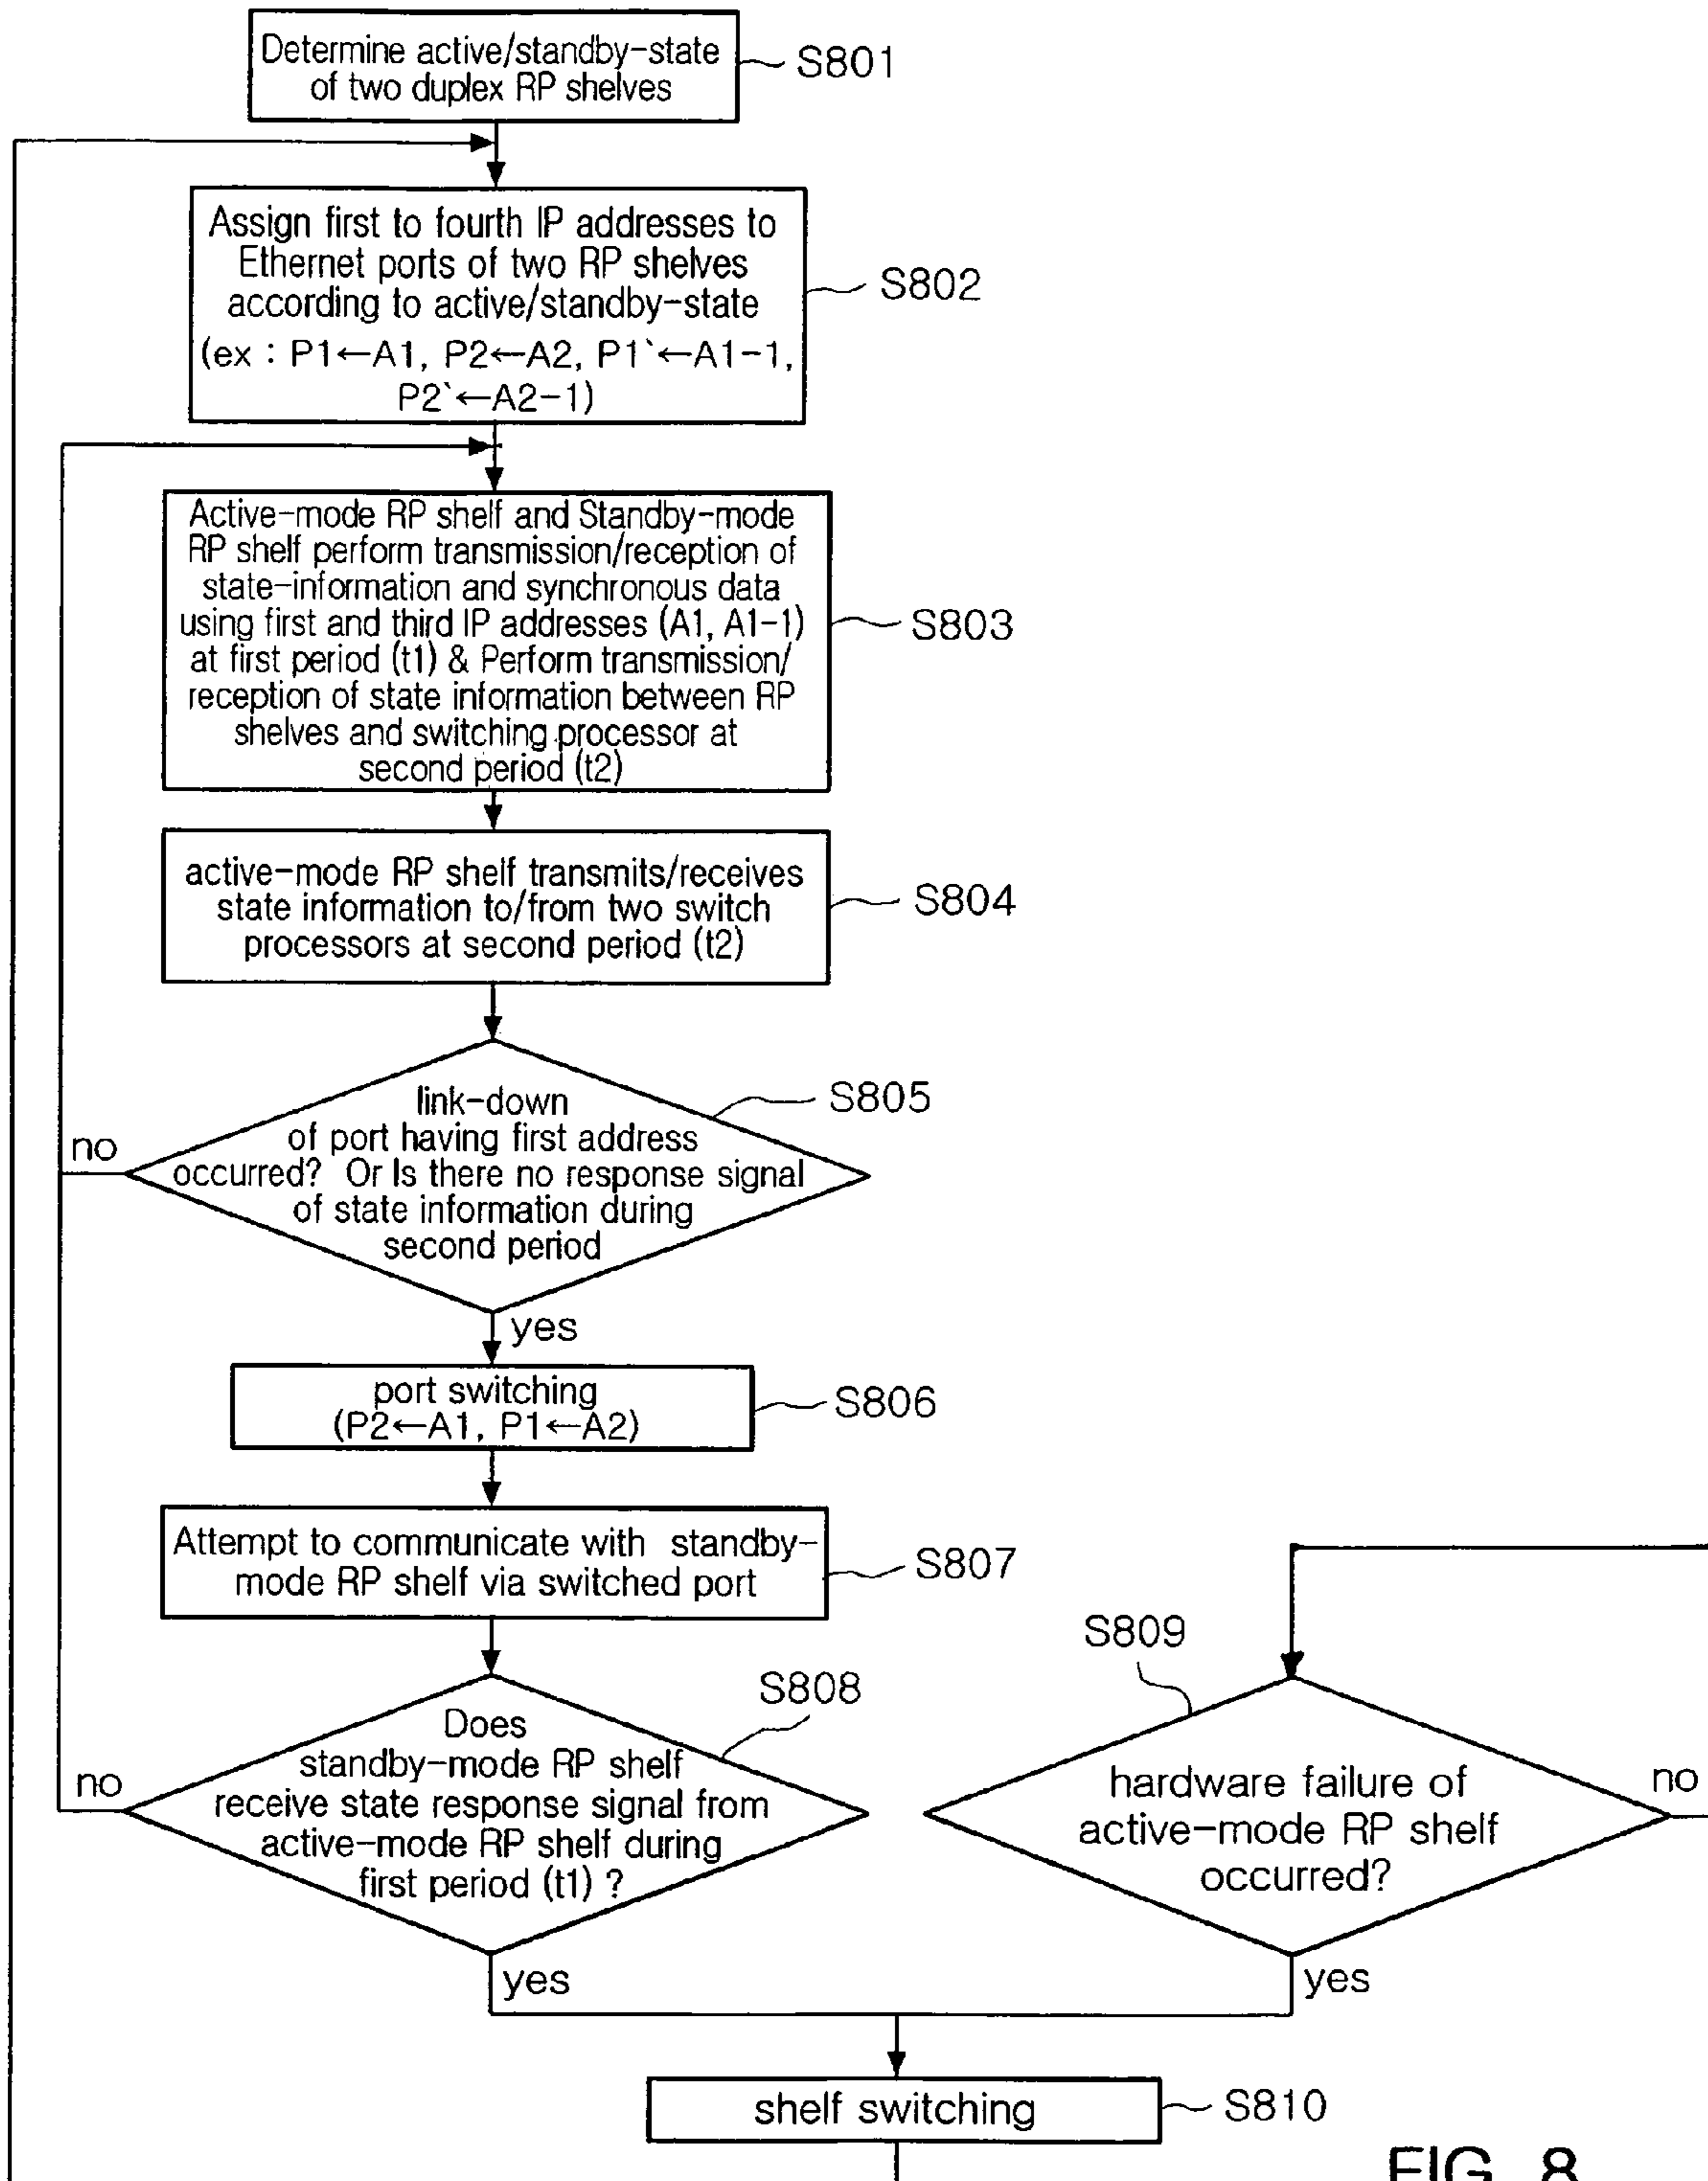 Determine active/standby-state
of two duplex RP shelves
S801
Assign first to fourth IP addresses to
Ethernet ports of two RP shelves
according to active/standby-state
(ex : P1←A1, P2←A2, P1`←A1-1,
P2`←A2-1)
S802
Active-mode RP shelf and Standby-mode
RP shelf perform transmission/reception of
state-information and synchronous data
using first and third IP addresses (A1, A1-1)
at first period (t1) & Perform transmission/
reception of state information between RP
shelves and switching processor at
second period (t2)
S803
active-mode RP shelf transmits/receives
state information to/from two switch
processors at second period (t2)
S804
link-down
of port having first address
occurred? Or Is there no response signal
of state information during
second period
S805
no
yes
port switching
(P2←A1, P1←A2)
S806
Attempt to communicate with standby-
mode RP shelf via switched port
S807
Does
standby-mode RP shelf
receive state response signal from
active-mode RP shelf during
first period (t1) ?
S808
no
yes
S809
hardware failure of
active-mode RP shelf
occurred?
no
yes
shelf switching
S810
FIG. 8